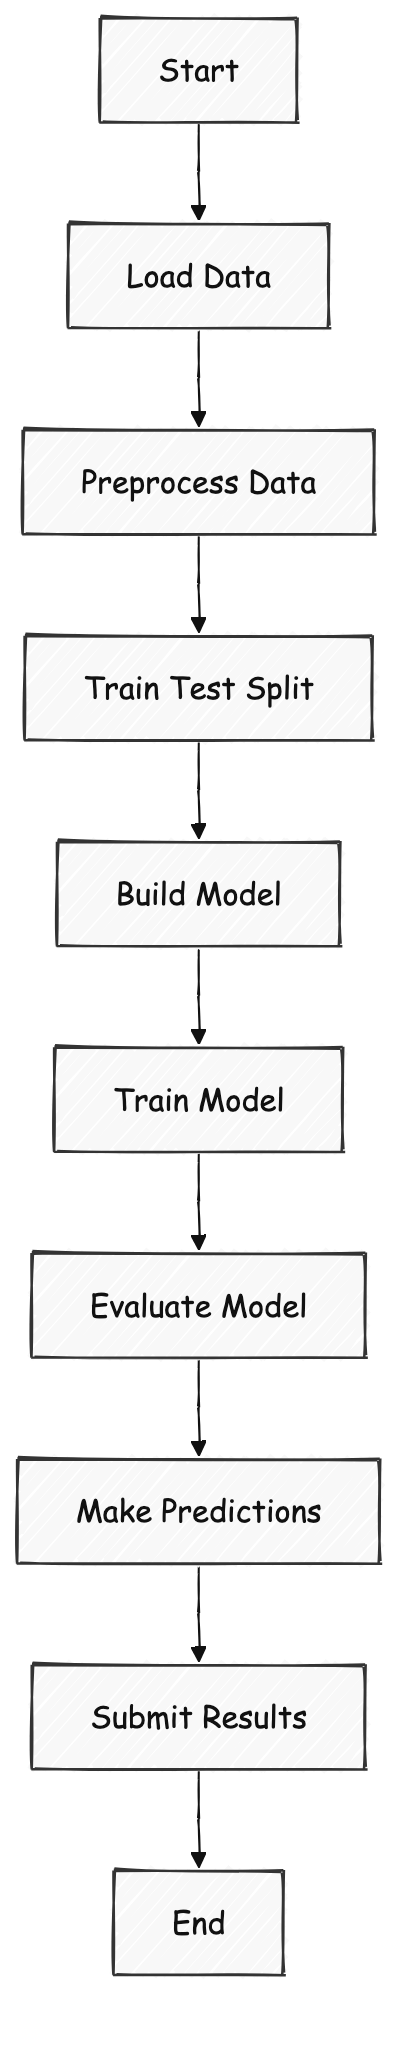 Start
Load Data
Preprocess Data
Train Test Split
Build Model
Train Model
Evaluate Model
Make Predictions
Submit Results
End